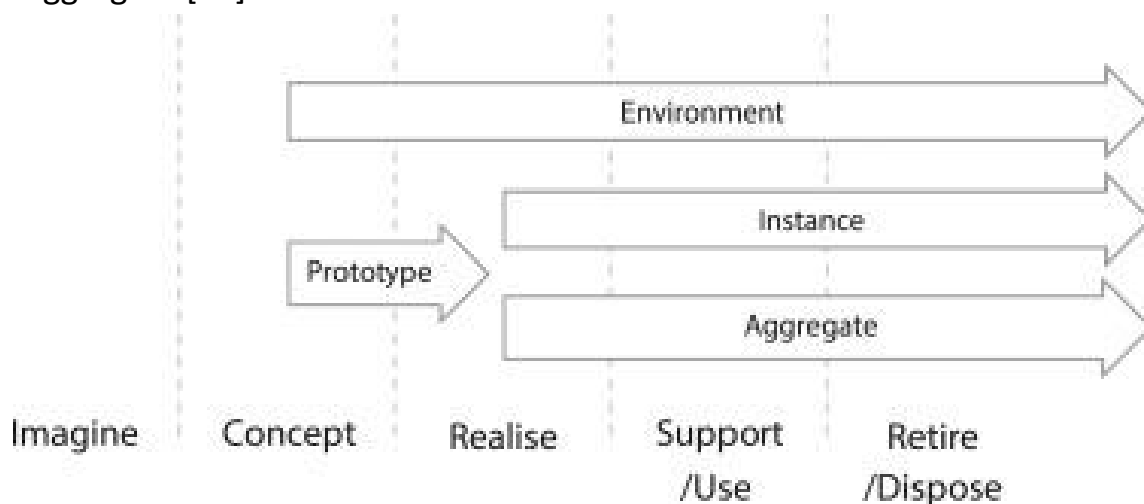 Environment
Instance
Prototype
Aggregate
Imagine Concept Realise Support Retire
/Use /Dispose